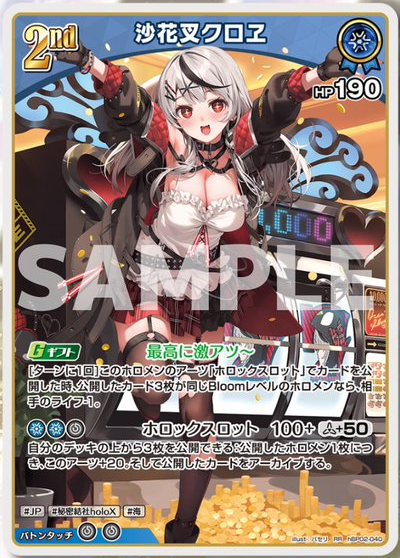 2nd
沙花叉クロヱ
HP 190
1,000
SAMPLE
Gギフト 最高に激アツ～
[ターンに1回]このホロメンのアーツ「ホロックスロット」でカードを
公開した時、公開したカード3枚が同じBloomレベルのホロメンなら、相
手のライフ-1。
ホロックスロット 100+ +50
自分のデッキの上から3枚を公開できる：公開したホロメン1枚につ
き、このアーツ+20。そして公開したカードをアーカイブする。
#JP #秘密結社holoX #海
バトンタッチ
illust：パセリ RR hBP02-040